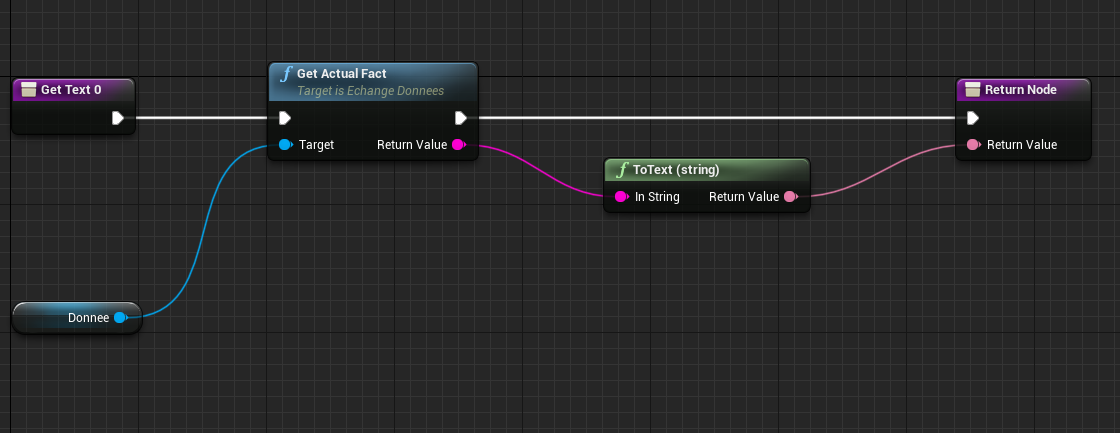 Get Text 0
Get Actual Fact
Target is Echange Donnees
Target
Return Value
ToText (string)
In String
Return Value
Return Node
Return Value
Donnee